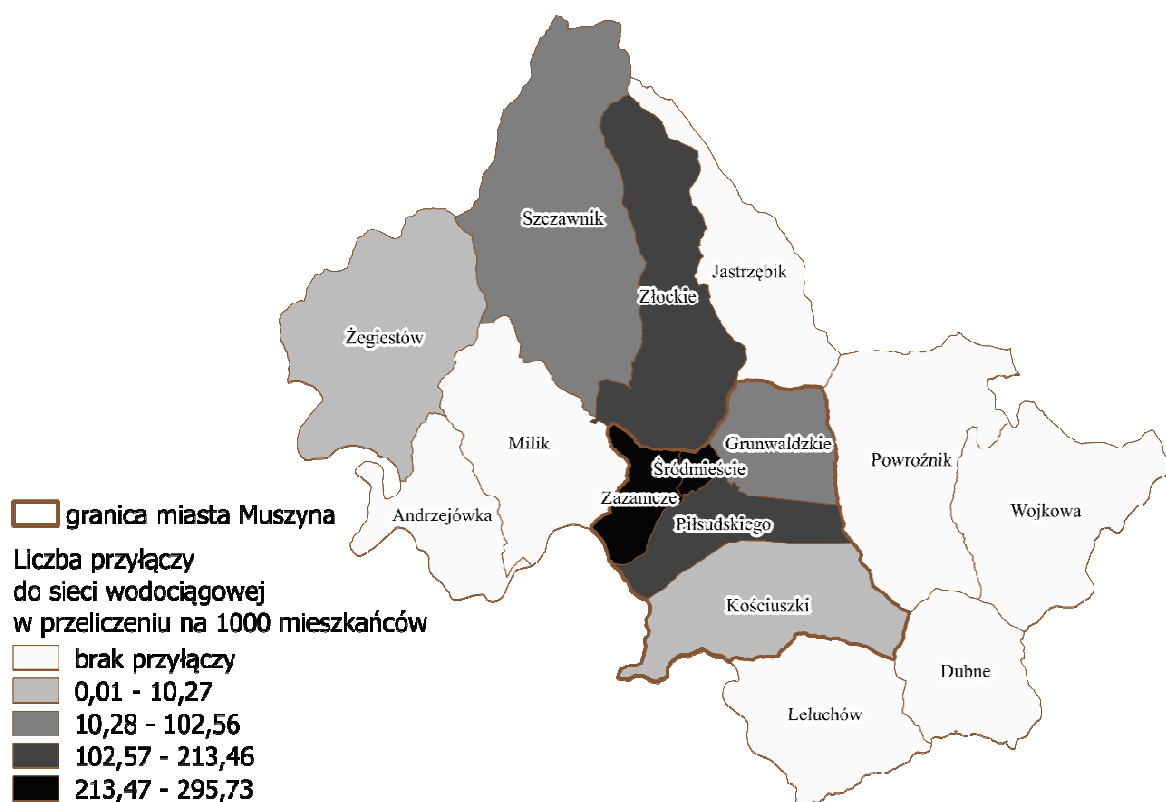 Szczawnik
Jastrzębik
Złockie
Żegiestów
Milik
Grunwaldzkie
Powroźnik
Śródmieście
Zazamcze
Andrzejówka
Wojkowa
Piłsudskiego
Kościuszki
Dubne
Leluchów
granica miasta Muszyna
Liczba przyłączy
do sieci wodociągowej
w przeliczeniu na 1000 mieszkańców
brak przyłączy
0,01 - 10,27
10,28 - 102,56
102,57 - 213,46
213,47 - 295,73